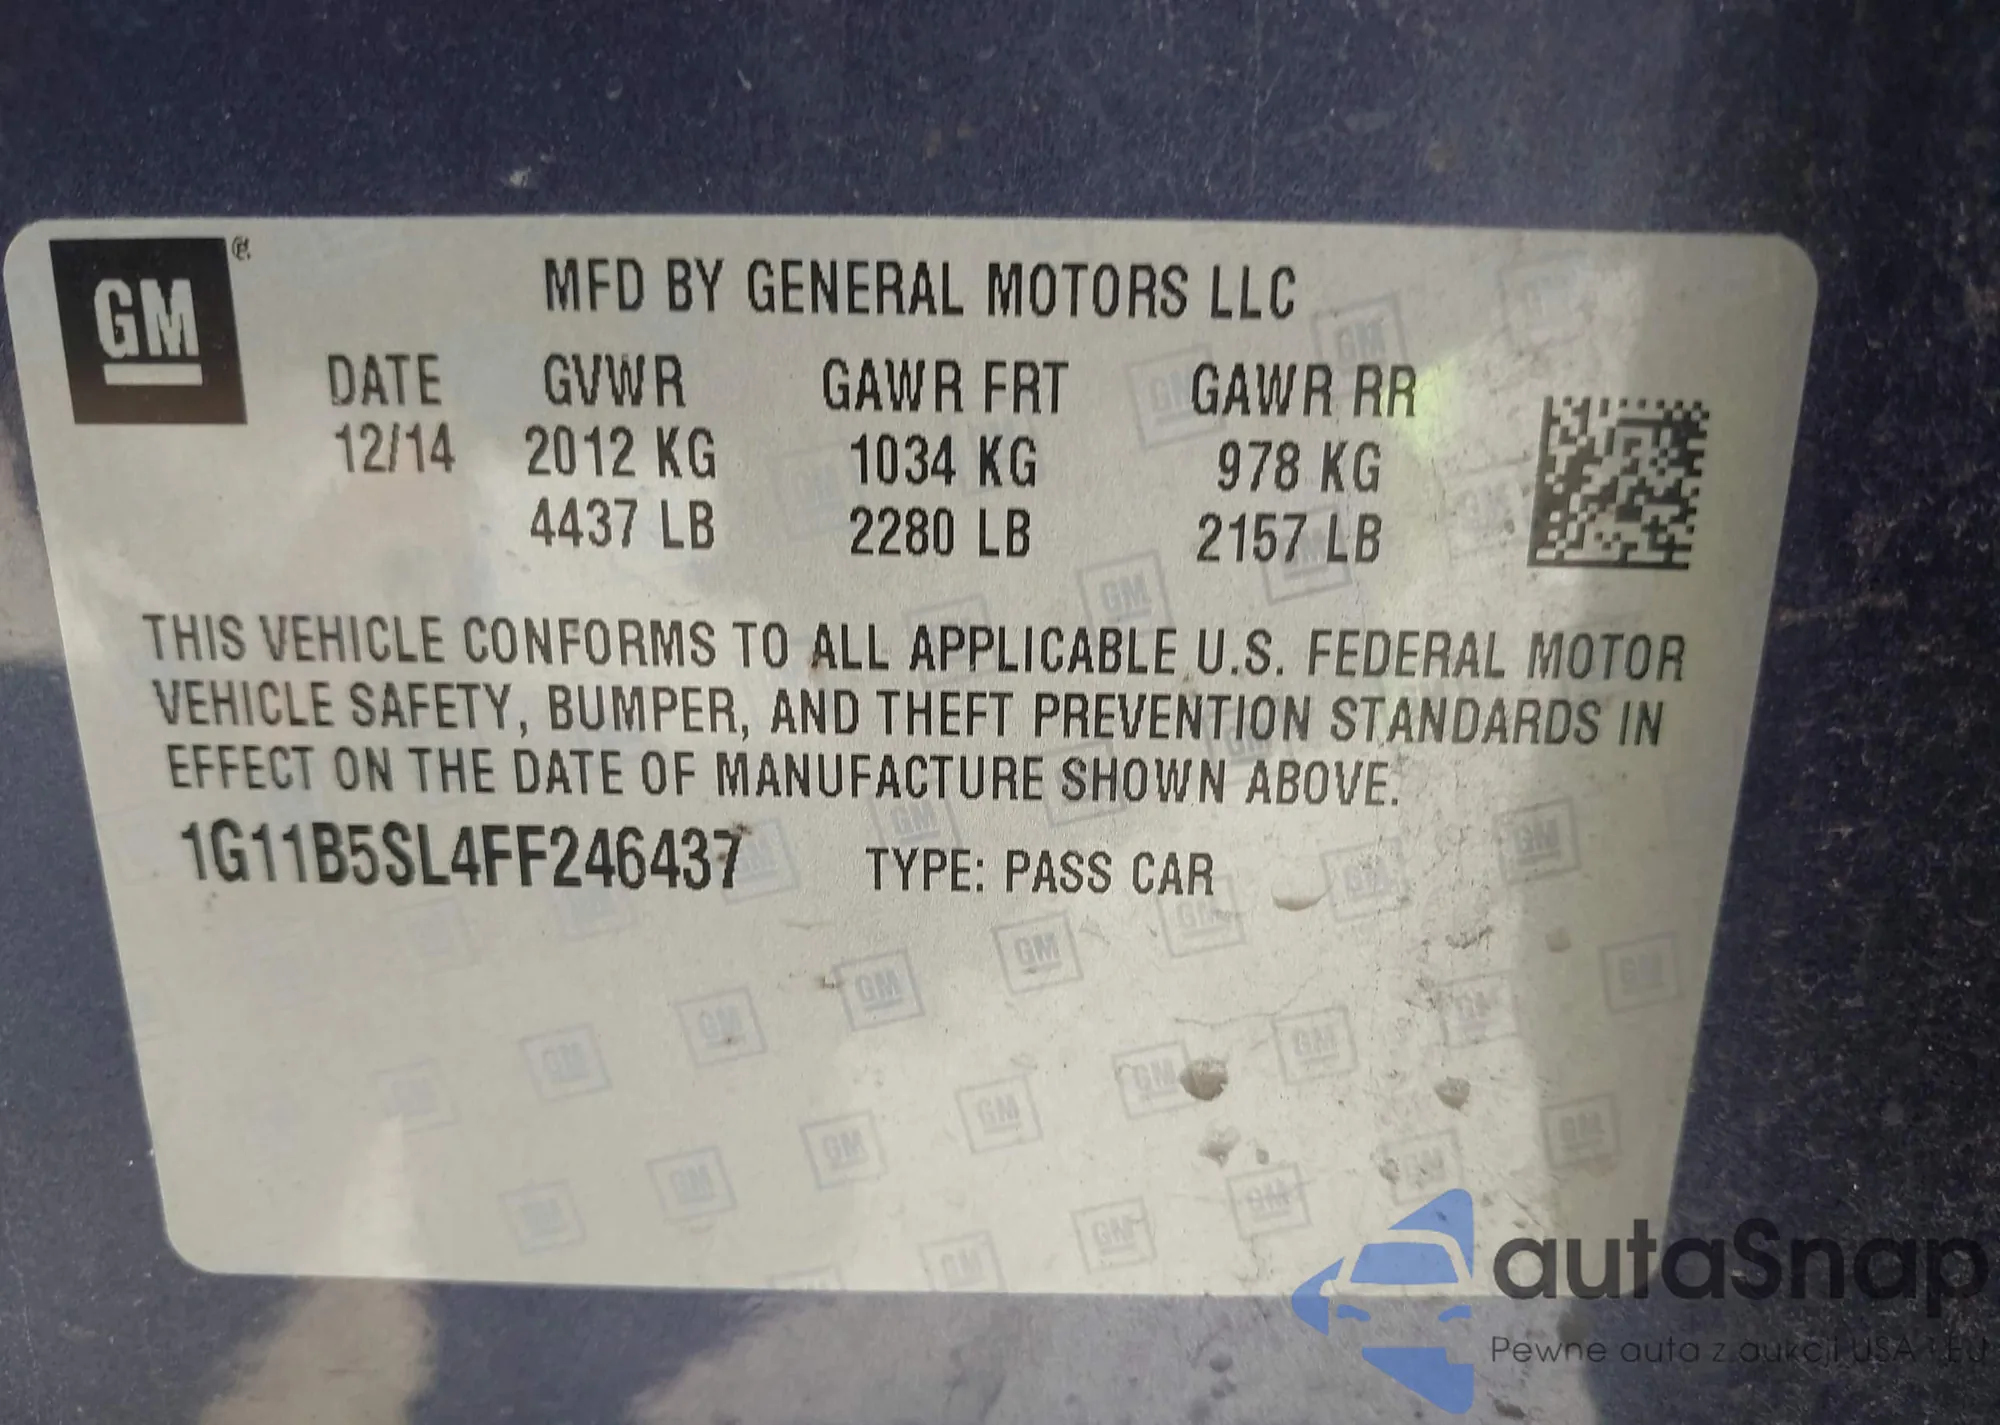 GM
MFD BY GENERAL MOTORS LLC
DATE GVWR GAWR FRT GAWR RR
12/14 2012 KG 1034 KG 978 KG
4437 LB 2280 LB 2157 LB
THIS VEHICLE CONFORMS TO ALL APPLICABLE U.S. FEDERAL MOTOR
VEHICLE SAFETY, BUMPER, AND THEFT PREVENTION STANDARDS IN
EFFECT ON THE DATE OF MANUFACTURE SHOWN ABOVE.
1G11B5SL4FF246437 TYPE: PASS CAR
autaSnap
Pewne auta z aukcji USA i EU